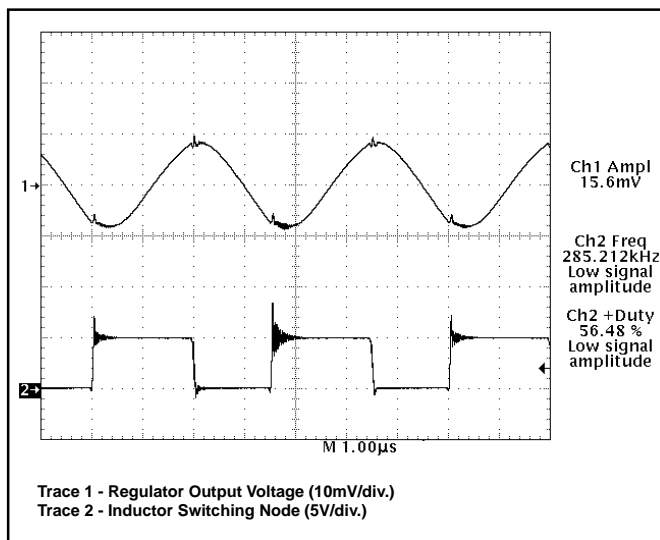 1→
Ch1 Ampl
15.6mV
Ch2 Freq
285.212kHz
Low signal
amplitude
Ch2 +Duty
56.48 %
Low signal
amplitude
2→
M 1.00µs
Trace 1 - Regulator Output Voltage (10mV/div.)
Trace 2 - Inductor Switching Node (5V/div.)